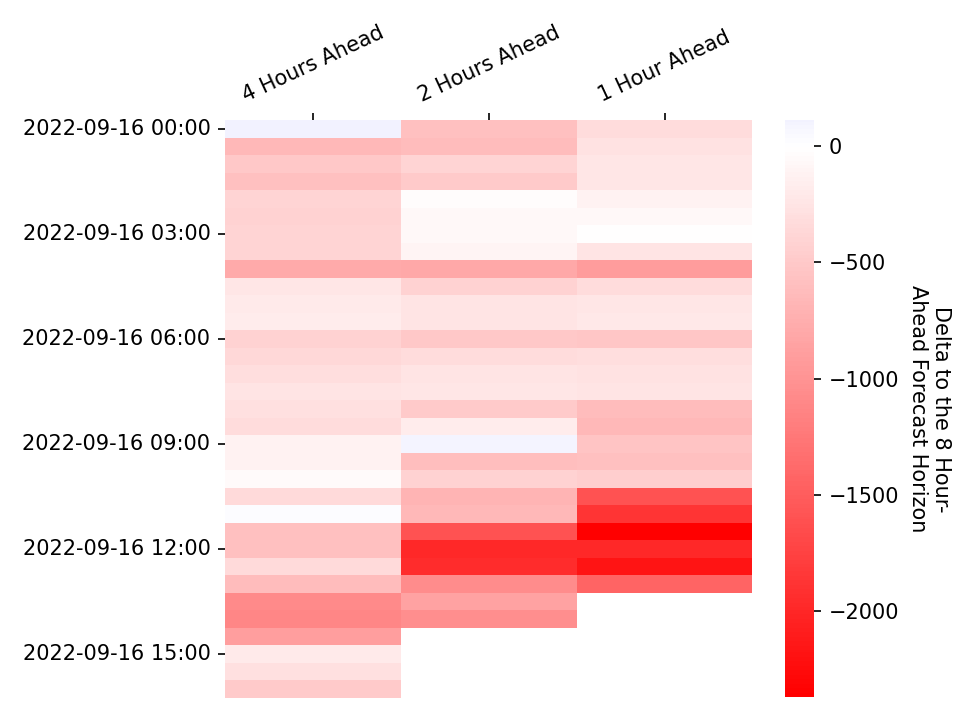 4 Hours Ahead
2 Hours Ahead
1 Hour Ahead
2022-09-16 00:00
2022-09-16 03:00
2022-09-16 06:00
2022-09-16 09:00
2022-09-16 12:00
2022-09-16 15:00
0
−500
−1000
−1500
−2000
Delta to the 8 Hour-
Ahead Forecast Horizon